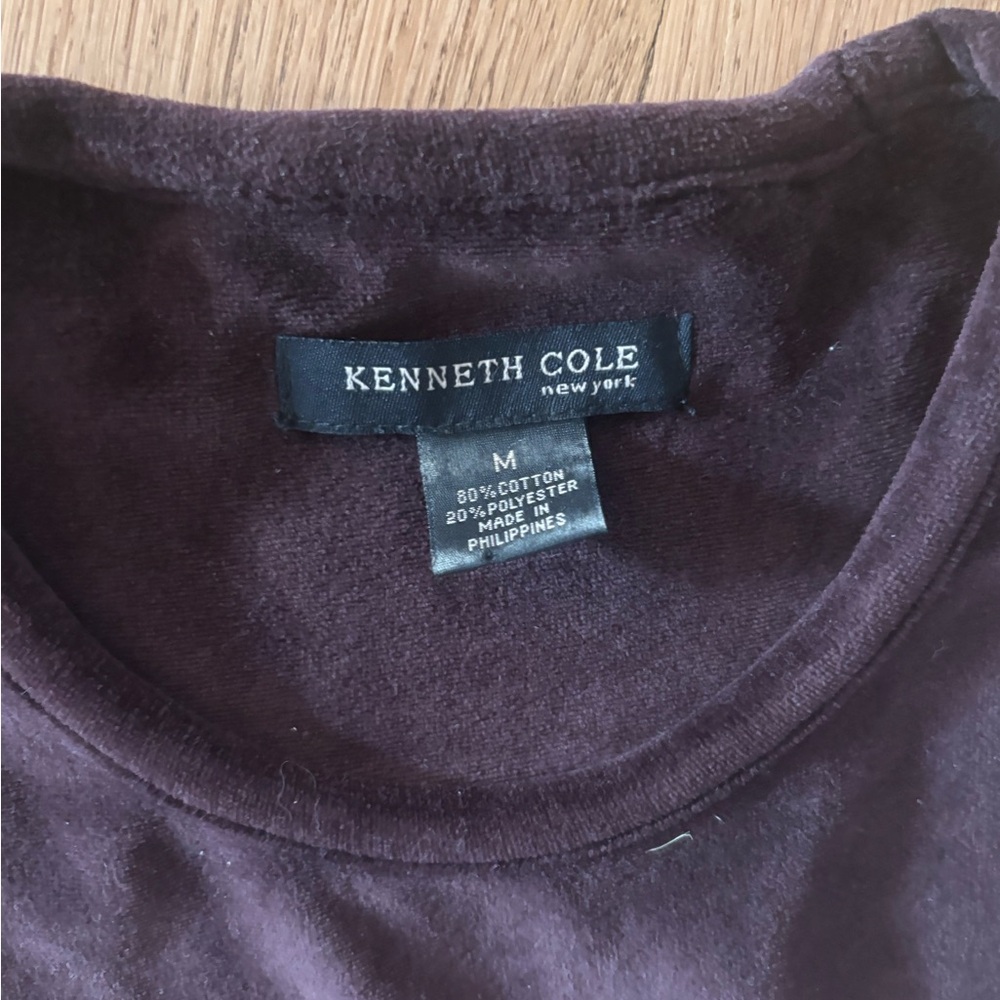 KENNETH COLE
new york
M
80% COTTON
20% POLYESTER
MADE IN
PHILIPPINES